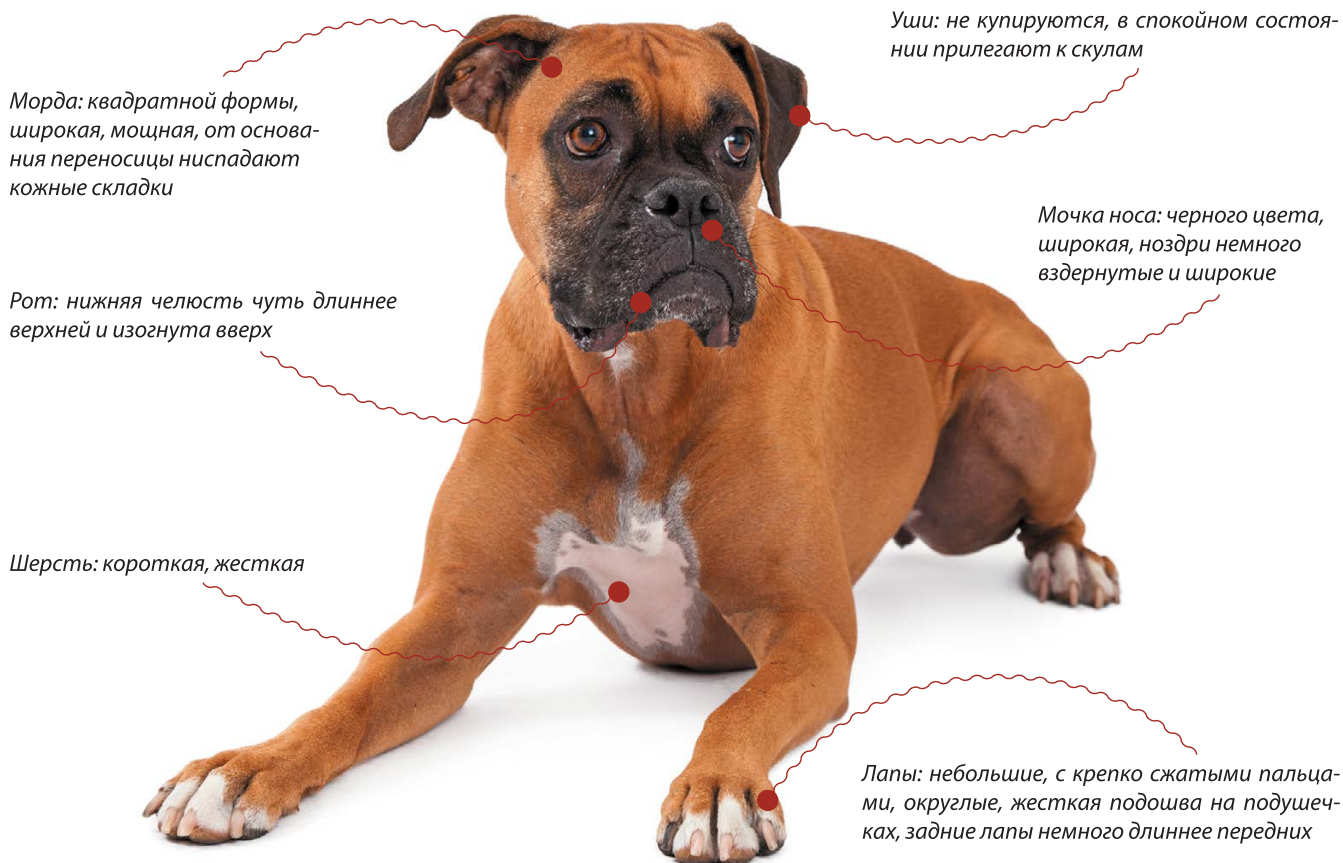 Уши: не купируются, в спокойном состоя-
нии прилегают к скулам
Морда: квадратной формы,
широкая, мощная, от основа-
ния переносицы ниспадают
кожные складки
Мочка носа: черного цвета,
широкая, ноздри немного
вздернутые и широкие
Рот: нижняя челюсть чуть длиннее
верхней и изогнута вверх
Шерсть: короткая, жесткая
Лапы: небольшие, с крепко сжатыми пальца-
ми, округлые, жесткая подошва на подушеч-
ках, задние лапы немного длиннее передних